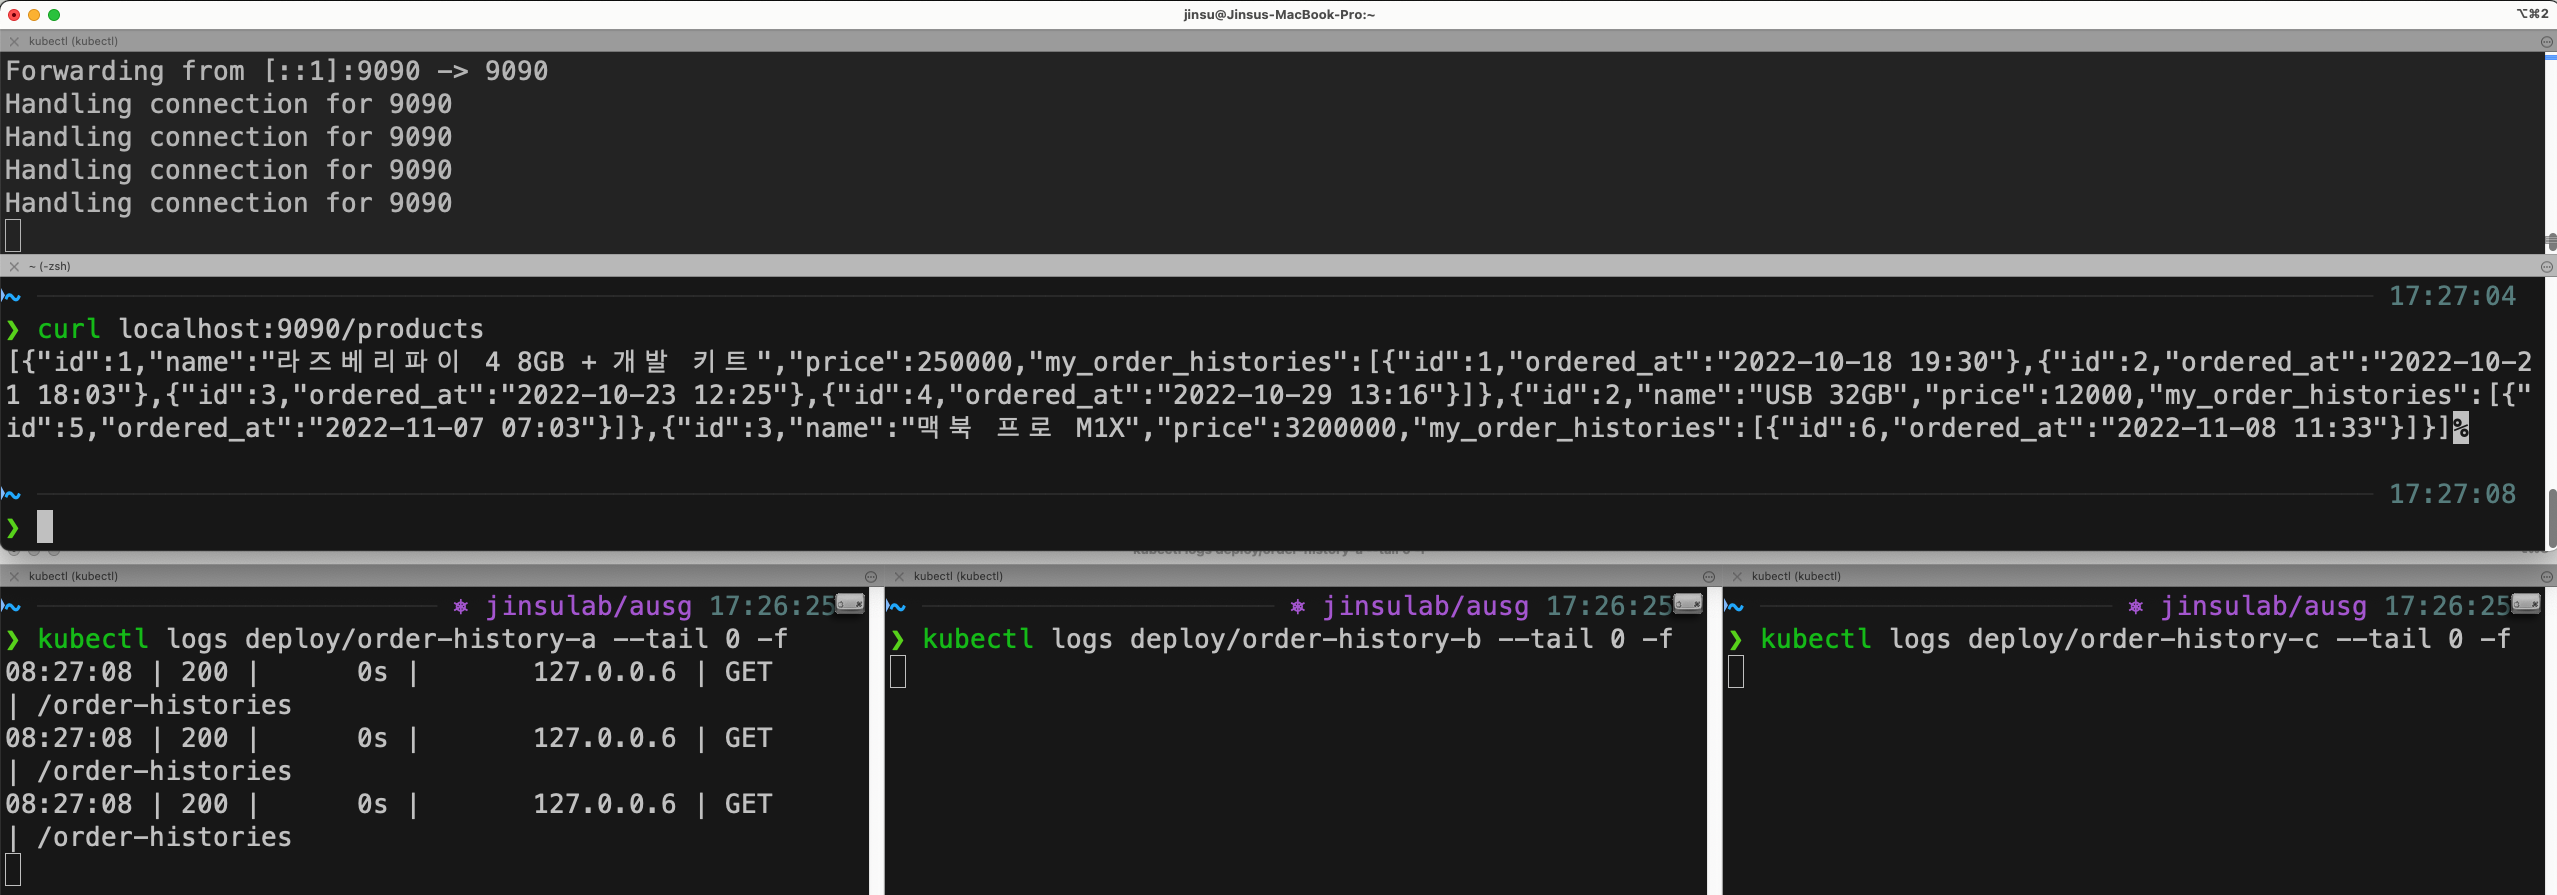 jinsu@Jinsus-MacBook-Pro:~
⌥⌘2
kubectl (kubectl)
Forwarding from [::1]:9090 -> 9090
Handling connection for 9090
Handling connection for 9090
Handling connection for 9090
Handling connection for 9090
~ (-zsh)
~ 17:27:04
❯ curl localhost:9090/products
[{"id":1,"name":"라즈베리파이 4 8GB + 개발 키트","price":250000,"my_order_histories":[{"id":1,"ordered_at":"2022-10-18 19:30"},{"id":2,"ordered_at":"2022-10-2
1 18:03"},{"id":3,"ordered_at":"2022-10-23 12:25"},{"id":4,"ordered_at":"2022-10-29 13:16"}]},{"id":2,"name":"USB 32GB","price":12000,"my_order_histories":[{"
id":5,"ordered_at":"2022-11-07 07:03"}]},{"id":3,"name":"맥북 프로 M1X","price":3200000,"my_order_histories":[{"id":6,"ordered_at":"2022-11-08 11:33"}]}]%
~ 17:27:08
❯
kubectl (kubectl)
~ ⎈ jinsulab/ausg 17:26:25
❯ kubectl logs deploy/order-history-a --tail 0 -f
08:27:08 | 200 | 0s | 127.0.0.6 | GET
| /order-histories
08:27:08 | 200 | 0s | 127.0.0.6 | GET
| /order-histories
08:27:08 | 200 | 0s | 127.0.0.6 | GET
| /order-histories
kubectl (kubectl)
~ ⎈ jinsulab/ausg 17:26:25
❯ kubectl logs deploy/order-history-b --tail 0 -f
kubectl (kubectl)
~ ⎈ jinsulab/ausg 17:26:25
❯ kubectl logs deploy/order-history-c --tail 0 -f